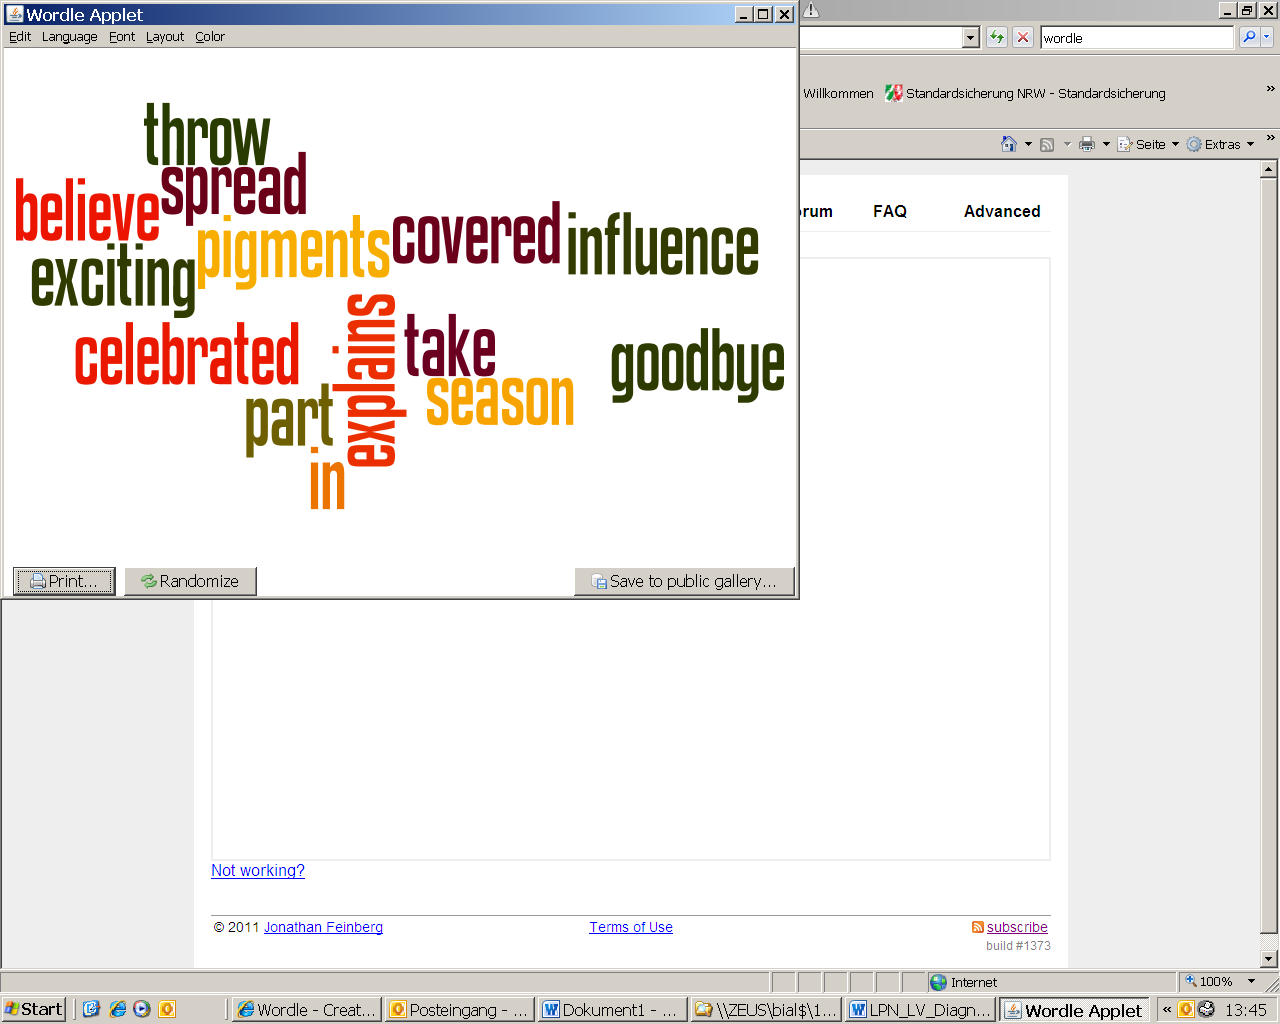 Wordle Applet
Edit Language Font Layout Color
wordle
Willkommen Standardsicherung NRW - Standardsicherung »
Seite Extras »
orum FAQ Advanced
throw
spread
believe
pigments
covered
influence
exciting
celebrated
explains
take
goodbye
part
season
in
Print... Randomize Save to public gallery...
Not working?
© 2011 Jonathan Feinberg Terms of Use subscribe
build #1373
Internet 100%
Start Wordle - Creat... Posteingang - ... Dokument1 - ... \\ZEUS\bial$\1... LPN_LV_Diagn... Wordle Applet « 13:45